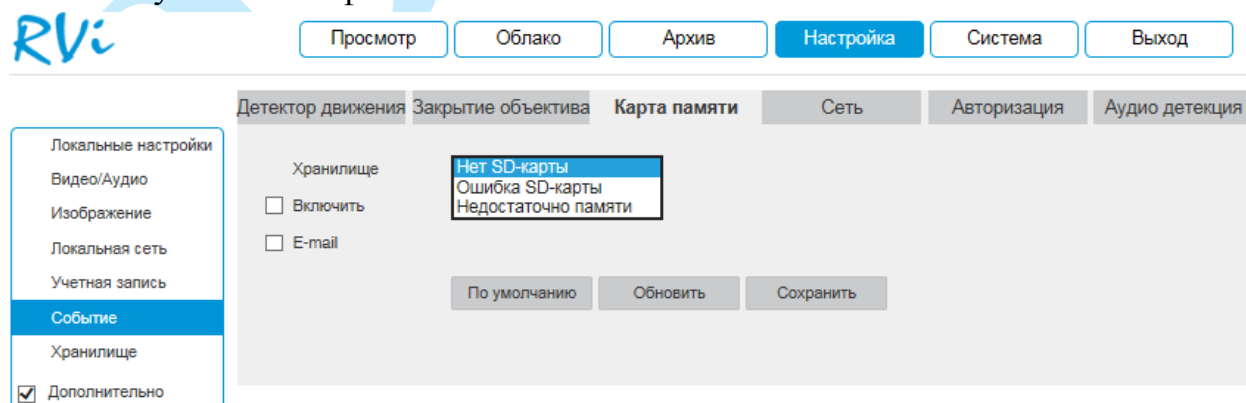 RVi
Просмотр Облако Архив Настройка Система Выход
Детектор движения Закрытие объектива Карта памяти Сеть Авторизация Аудио детекция
Локальные настройки
Видео/Аудио
Изображение
Локальная сеть
Учетная запись
Событие
Хранилище
Дополнительно
Хранилище Нет SD-карты
Ошибка SD-карты
Недостаточно памяти
Включить
E-mail
По умолчанию Обновить Сохранить